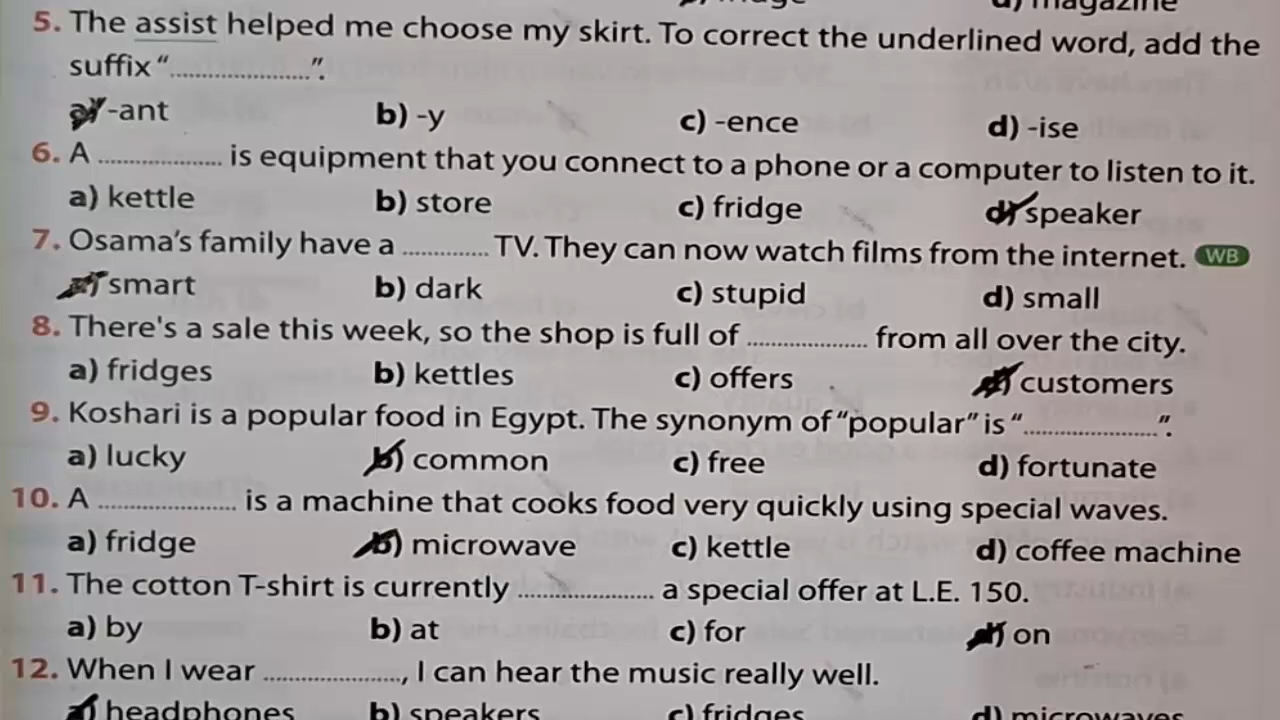 d) magazine
5. The assist helped me choose my skirt. To correct the underlined word, add the
suffix “....................”.
a) -ant b) -y c) -ence d) -ise
6. A .................. is equipment that you connect to a phone or a computer to listen to it.
a) kettle b) store c) fridge d) speaker
7. Osama's family have a ............. TV. They can now watch films from the internet. WB
a) smart b) dark c) stupid d) small
8. There's a sale this week, so the shop is full of .................. from all over the city.
a) fridges b) kettles c) offers d) customers
9. Koshari is a popular food in Egypt. The synonym of “popular” is “....................”.
a) lucky b) common c) free d) fortunate
10. A ..................... is a machine that cooks food very quickly using special waves.
a) fridge b) microwave c) kettle d) coffee machine
11. The cotton T-shirt is currently ..................... a special offer at L.E. 150.
a) by b) at c) for d) on
12. When I wear ....................., I can hear the music really well.
a) headphones b) speakers c) fridges d) microwaves